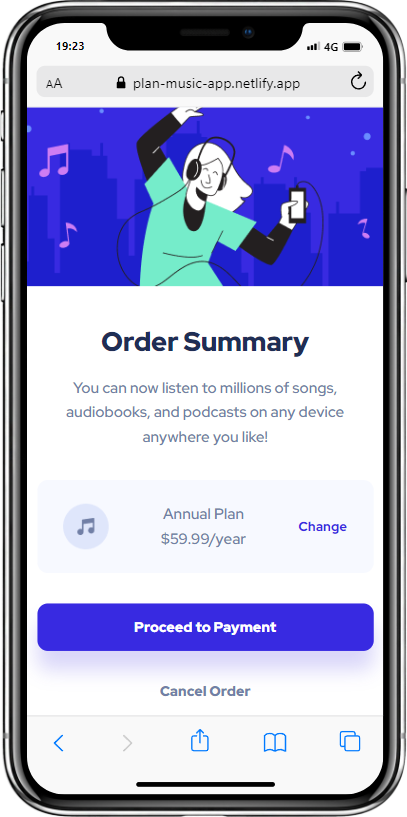 19:23
4G
AA
plan-music-app.netlify.app
Order Summary
You can now listen to millions of songs,
audiobooks, and podcasts on any device
anywhere you like!
Annual Plan
$59.99/year
Change
Proceed to Payment
Cancel Order